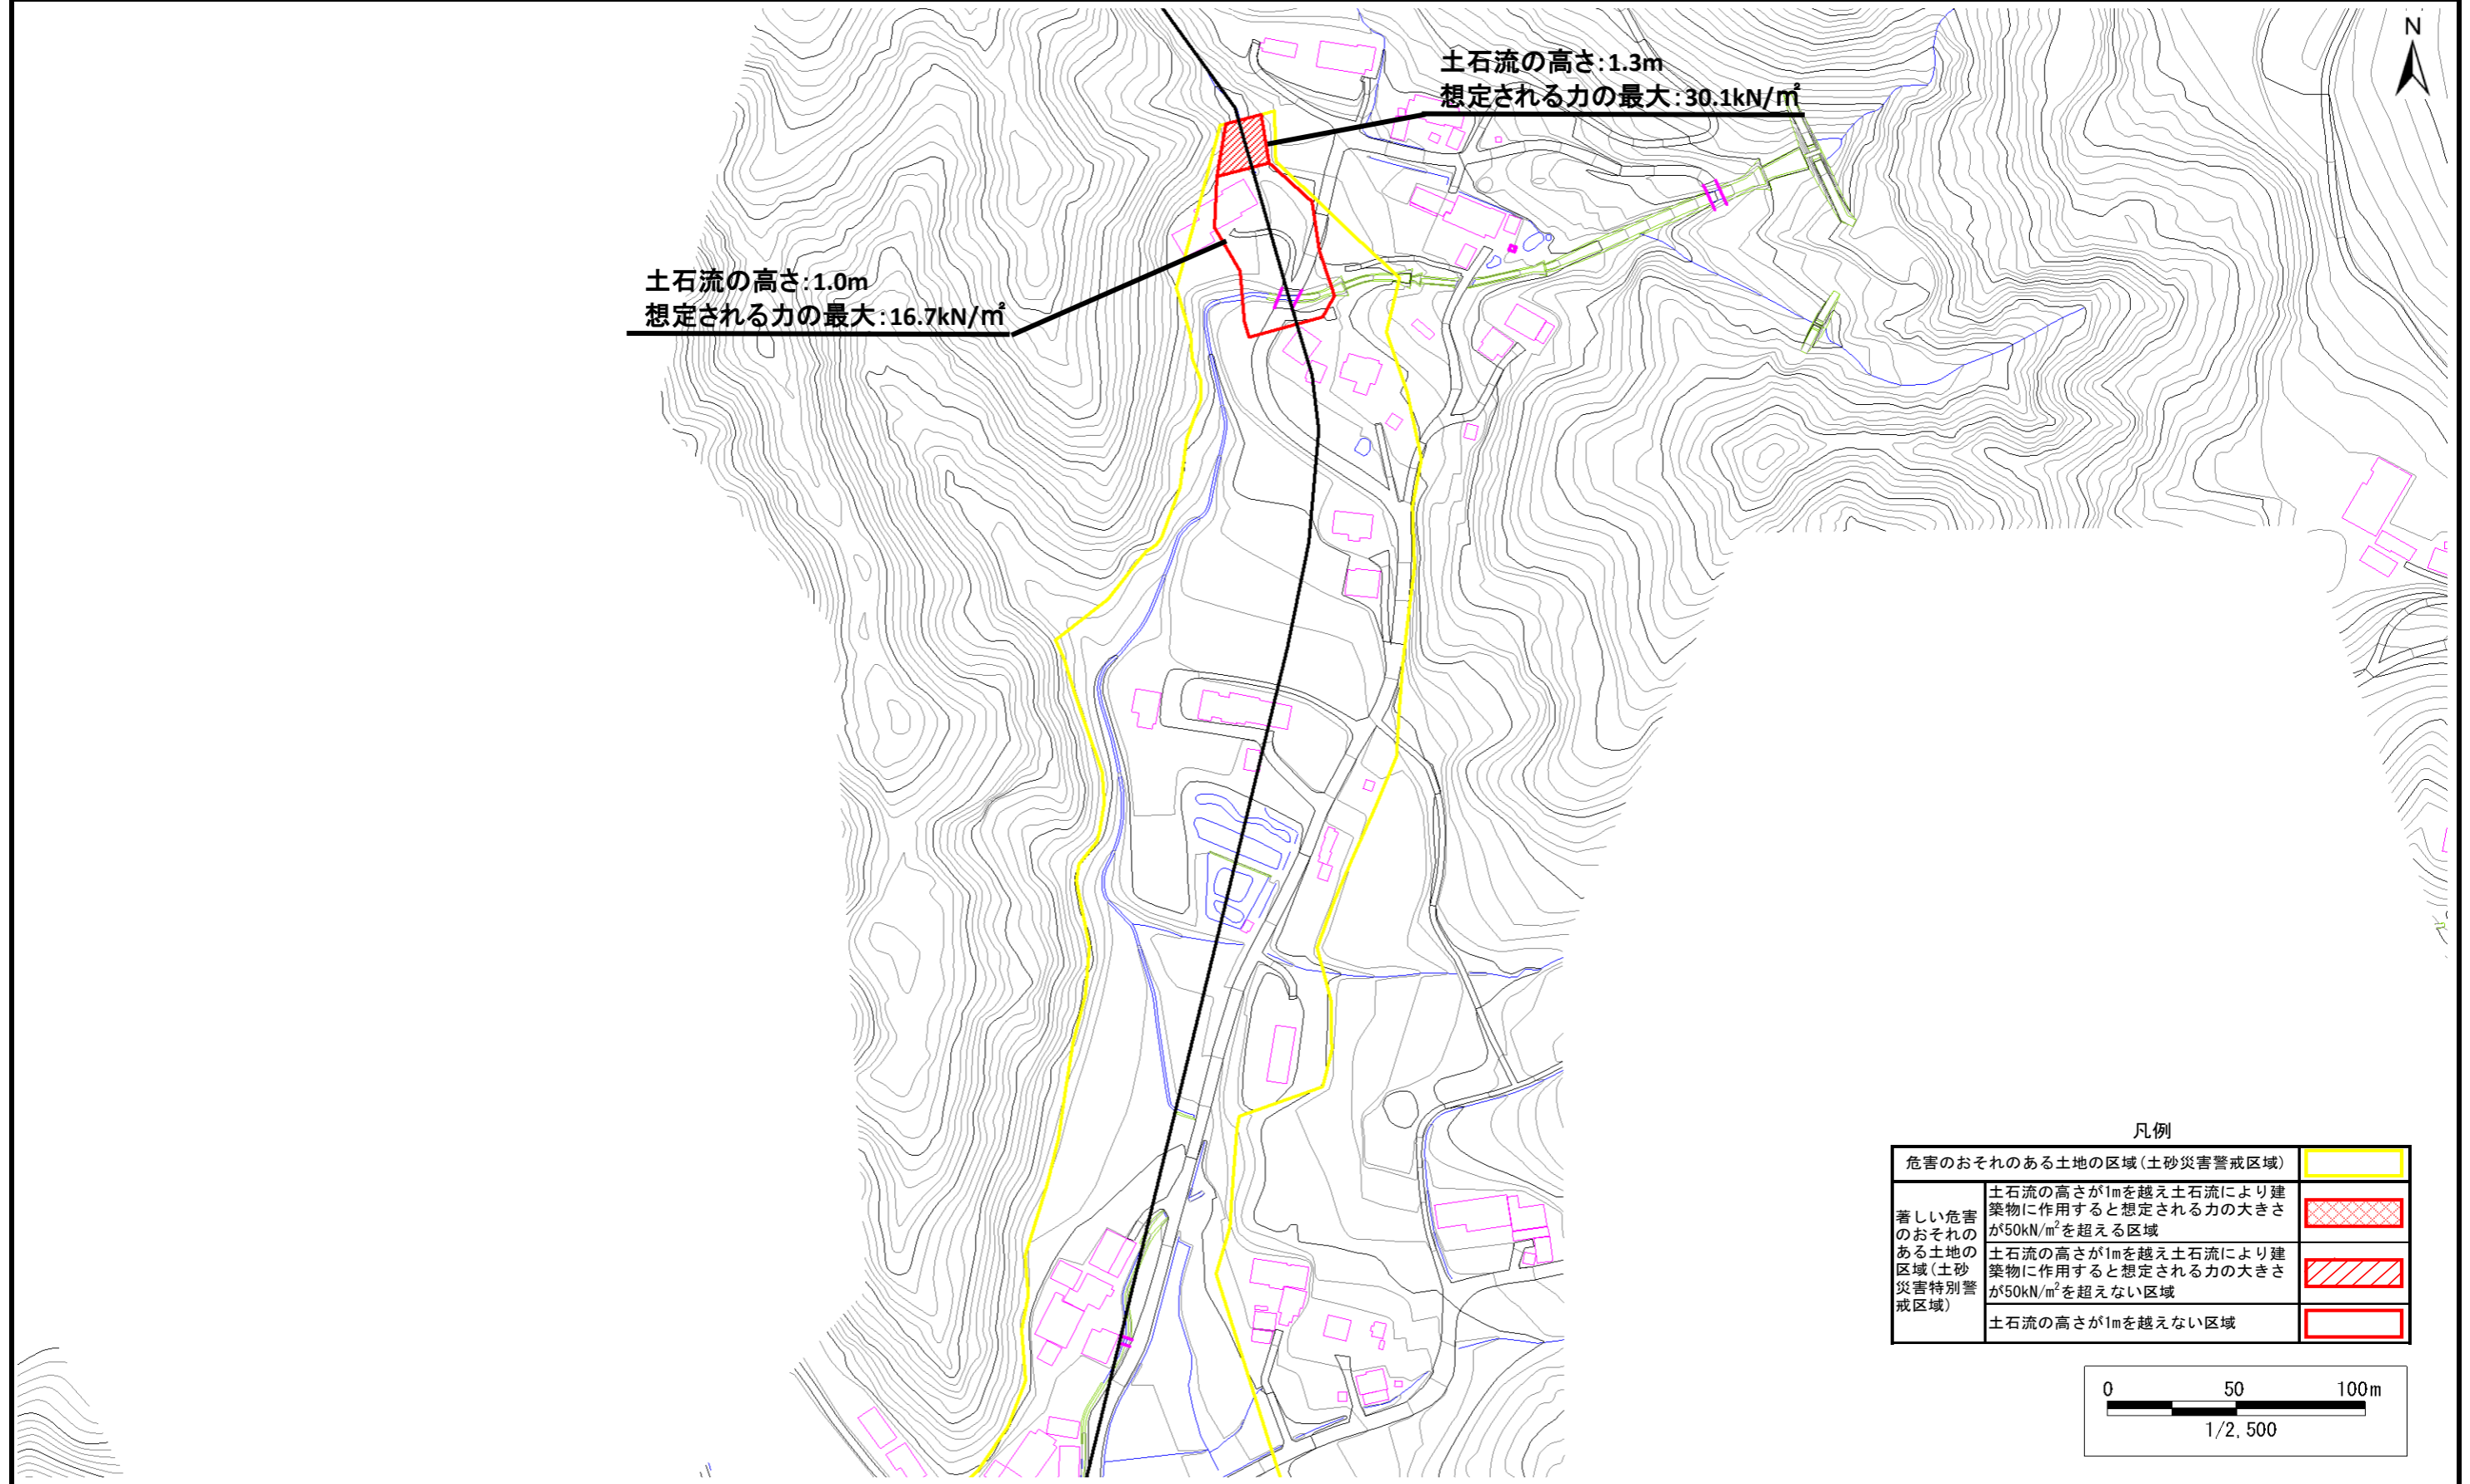 N
土石流の高さ:1.3m
想定される力の最大:30.1kN/㎡
土石流の高さ:1.0m
想定される力の最大:16.7kN/㎡
凡例
危害のおそれのある土地の区域(土砂災害警戒区域)
著しい危害
のおそれの
ある土地の
区域(土砂
災害特別警
戒区域)
土石流の高さが1mを越え土石流により建
築物に作用すると想定される力の大きさ
が50kN/m²を超える区域
土石流の高さが1mを越え土石流により建
築物に作用すると想定される力の大きさ
が50kN/m²を超えない区域
土石流の高さが1mを越えない区域
0 50 100m
1/2,500